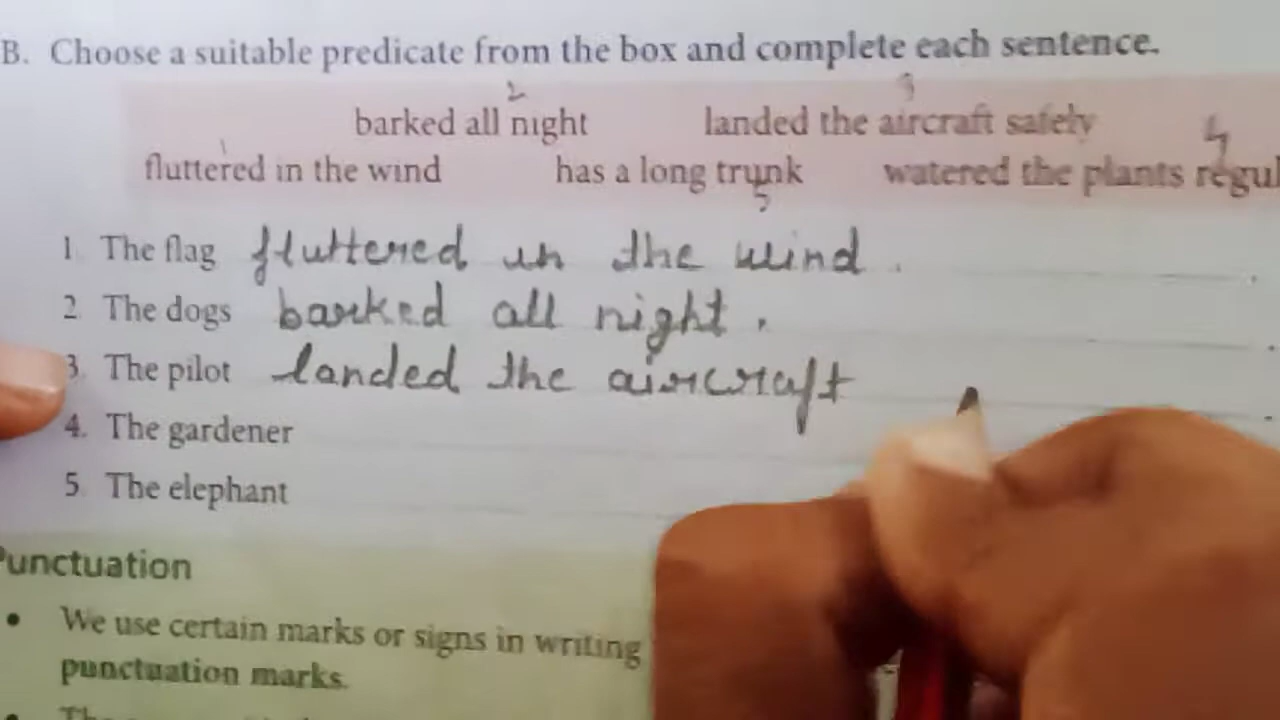 B. Choose a suitable predicate from the box and complete each sentence.
2 3
barked all night landed the aircraft safely
1 4
fluttered in the wind has a long trunk watered the plants regul
5
1 The flag fluttered in the wind .
2 The dogs barked all night .
3. The pilot landed the aircraft
4. The gardener
5 The elephant
Punctuation
• We use certain marks or signs in writing
punctuation marks.